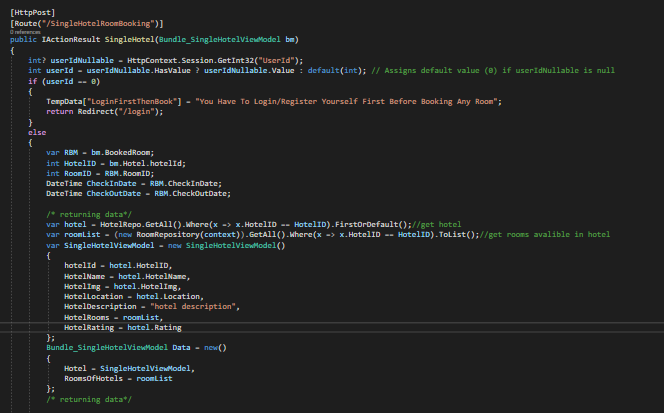 [HttpPost]
[Route("/SingleHotelRoomBooking")]
0 references
public IActionResult SingleHotel(Bundle_SingleHotelViewModel bm)
{
int? userIdNullable = HttpContext.Session.GetInt32("UserId");
int userId = userIdNullable.HasValue ? userIdNullable.Value : default(int); // Assigns default value (0) if userIdNullable is null
if (userId == 0)
{
TempData["LoginFirstThenBook"] = "You Have To Login/Register Yourself First Before Booking Any Room";
return Redirect("/login");
}
else
{
var RBM = bm.BookedRoom;
int HotelID = bm.Hotel.hotelId;
int RoomID = RBM.RoomID;
DateTime CheckInDate = RBM.CheckInDate;
DateTime CheckOutDate = RBM.CheckOutDate;
/* returning data*/
var hotel = HotelRepo.GetAll().Where(x => x.HotelID == HotelID).FirstOrDefault();//get hotel
var roomList = (new RoomRepository(context)).GetAll().Where(x => x.HotelID == HotelID).ToList();//get rooms avalible in hotel
var SingleHotelViewModel = new SingleHotelViewModel()
{
hotelId = hotel.HotelID,
HotelName = hotel.HotelName,
HotelImg = hotel.HotelImg,
HotelLocation = hotel.Location,
HotelDescription = "hotel description",
HotelRooms = roomList,
HotelRating = hotel.Rating
};
Bundle_SingleHotelViewModel Data = new()
{
Hotel = SingleHotelViewModel,
RoomsOfHotels = roomList
};
/* returning data*/